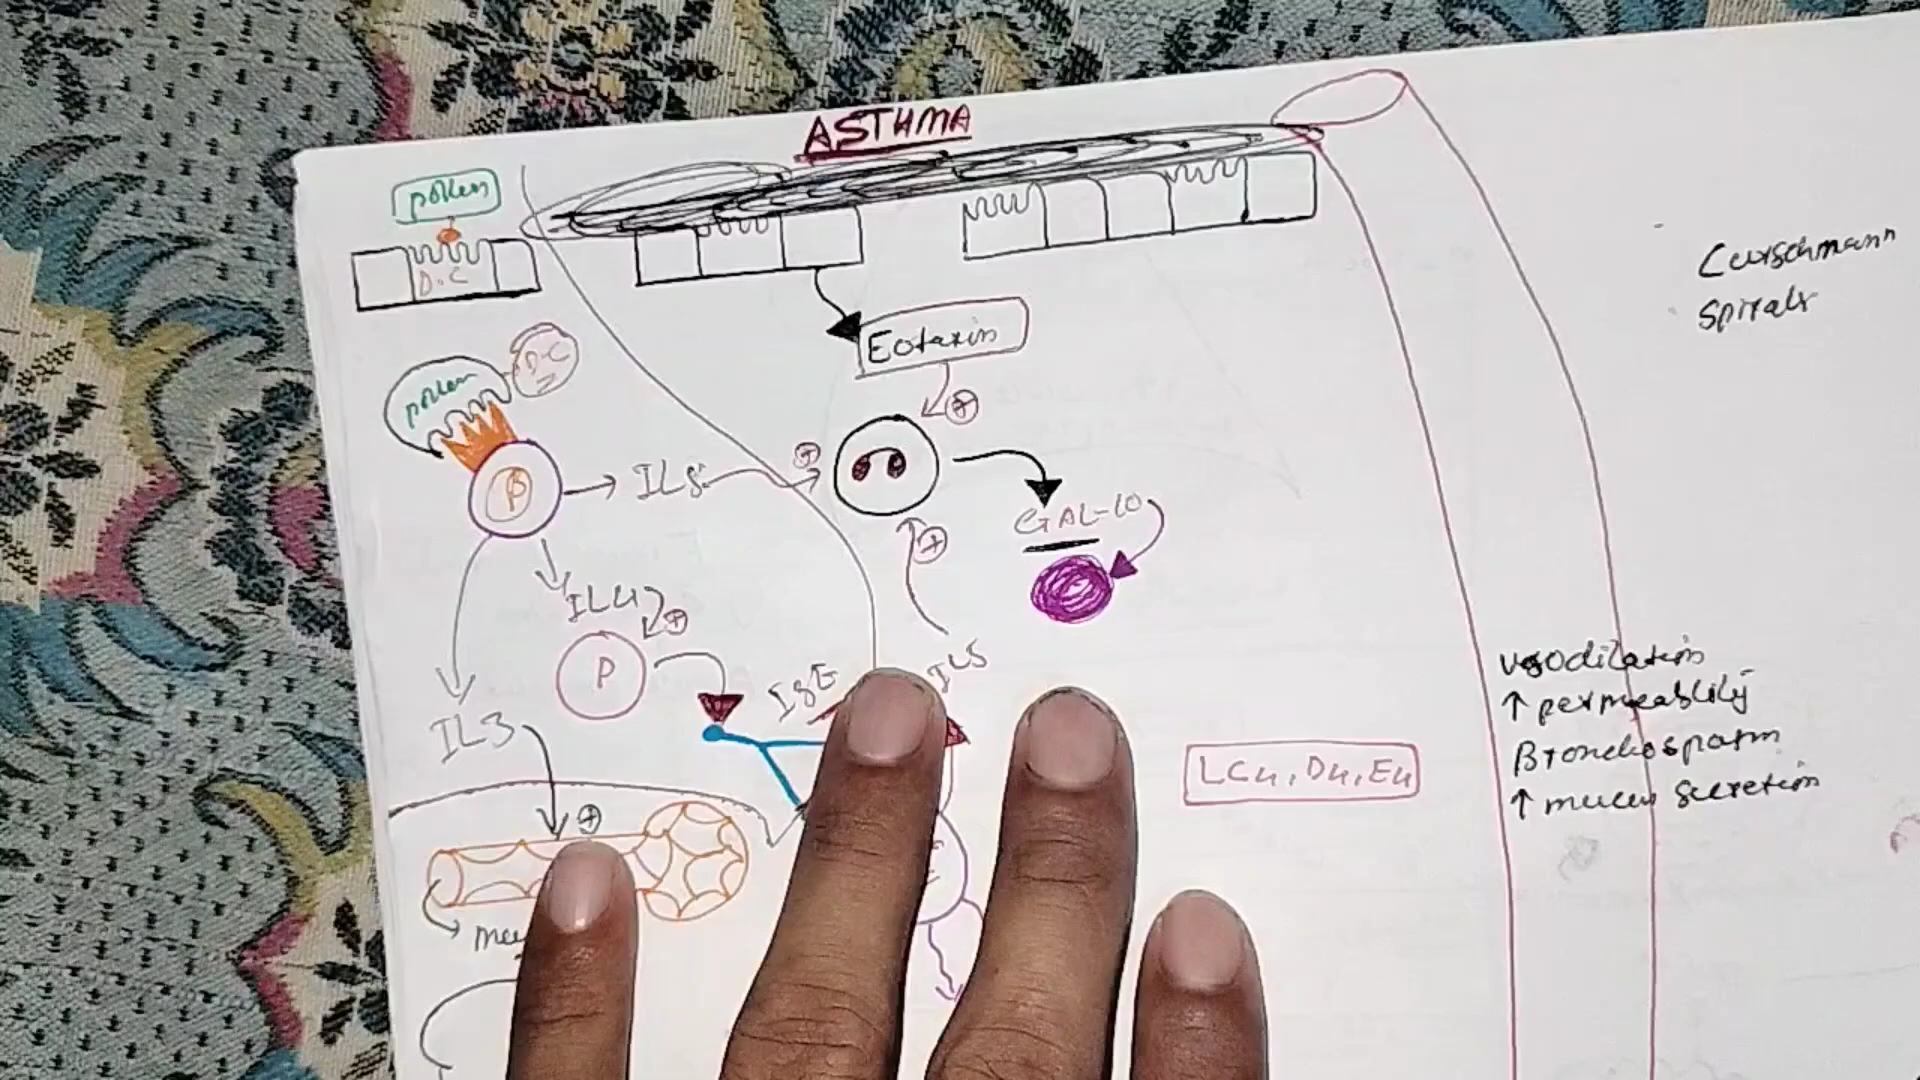 ASTHMA
pollen
D.C
Eotaxin
pollen
D-C
β
IL5
GAL-10
IL4
P
IgE
IL5
IL3
LC4, D4, E4
Curschmann
spirals
vasodilation
↑ permeablity
Bronchospasm
↑ mucus secretion